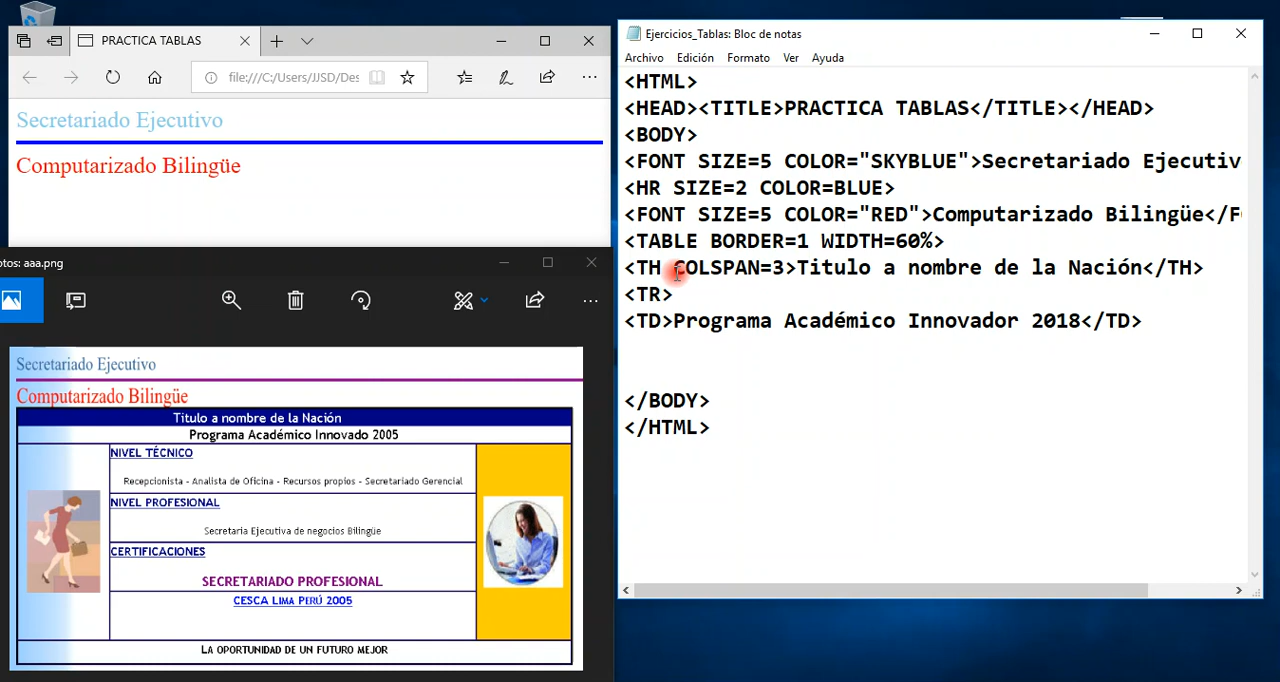 PRACTICA TABLAS
file:///C:/Users/JJSD/Des
Secretariado Ejecutivo
Computarizado Bilingüe
otos: aaa.png
Secretariado Ejecutivo
Computarizado Bilingüe
Titulo a nombre de la Nación
Programa Académico Innovado 2005
NIVEL TÉCNICO
Recepcionista - Analista de Oficina - Recursos propios - Secretariado Gerencial
NIVEL PROFESIONAL
Secretaria Ejecutiva de negocios Bilingüe
CERTIFICACIONES
SECRETARIADO PROFESIONAL
CESCA LIMA PERÚ 2005
LA OPORTUNIDAD DE UN FUTURO MEJOR
Ejercicios_Tablas: Bloc de notas
Archivo Edición Formato Ver Ayuda
<HTML>
<HEAD><TITLE>PRACTICA TABLAS</TITLE></HEAD>
<BODY>
<FONT SIZE=5 COLOR="SKYBLUE">Secretariado Ejecutiv
<HR SIZE=2 COLOR=BLUE>
<FONT SIZE=5 COLOR="RED">Computarizado Bilingüe</F
<TABLE BORDER=1 WIDTH=60%>
<TH COLSPAN=3>Titulo a nombre de la Nación</TH>
<TR>
<TD>Programa Académico Innovador 2018</TD>
</BODY>
</HTML>